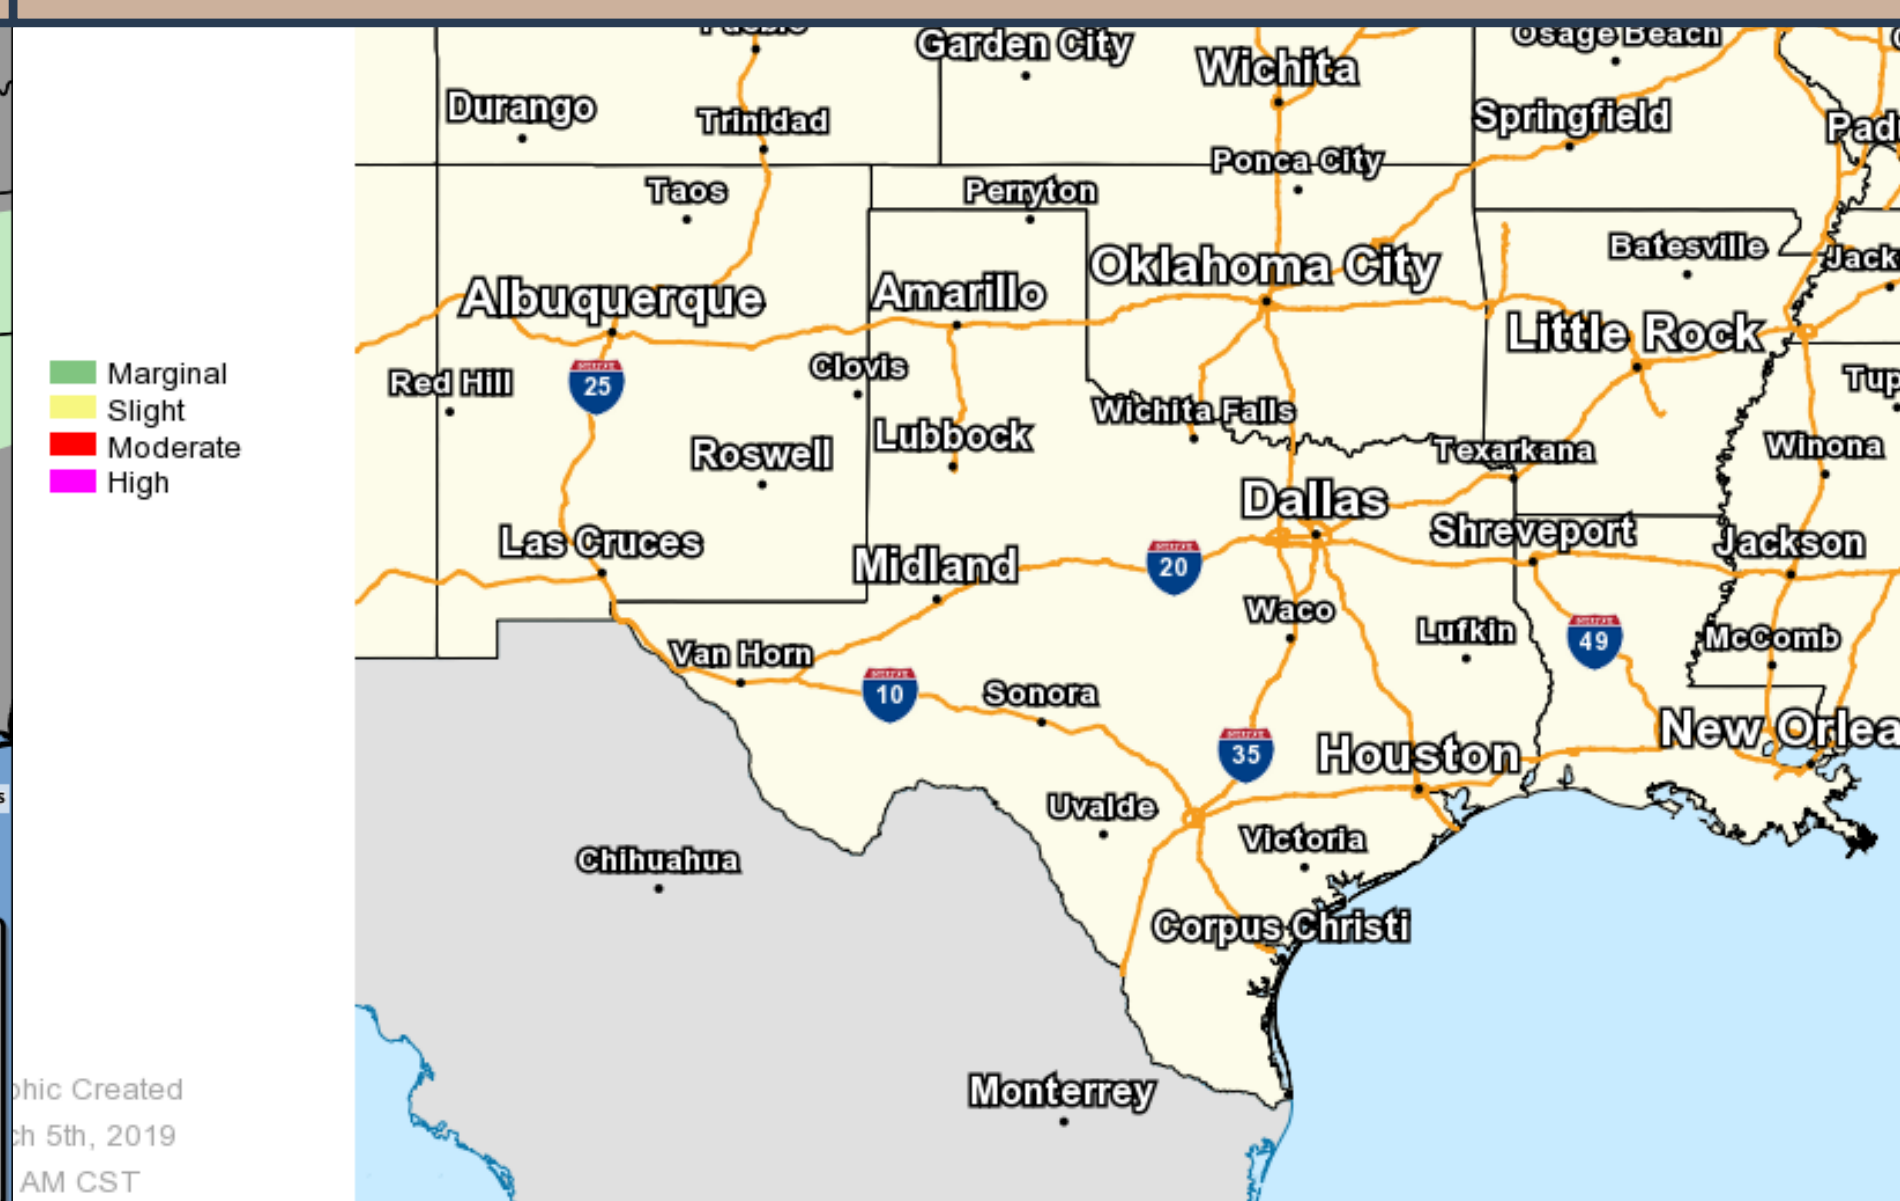 Pueblo
Garden City
Wichita
Osage Beach
Durango
Trinidad
Springfield
Ponca City
Taos
Perryton
Batesville
Oklahoma City
Jack
Albuquerque
Amarillo
Little Rock
Clovis
Red Hill
25
Tup
Marginal
Slight
Moderate
High
Wichita Falls
Lubbock
Roswell
Texarkana
Winona
Dallas
Shreveport
Jackson
Las Cruces
Midland
20
Waco
Lufkin
49
McComb
Van Horn
10
Sonora
New Orlea
35
Houston
Uvalde
Victoria
Chihuahua
Corpus Christi
Monterrey
phic Created
ch 5th, 2019
AM CST